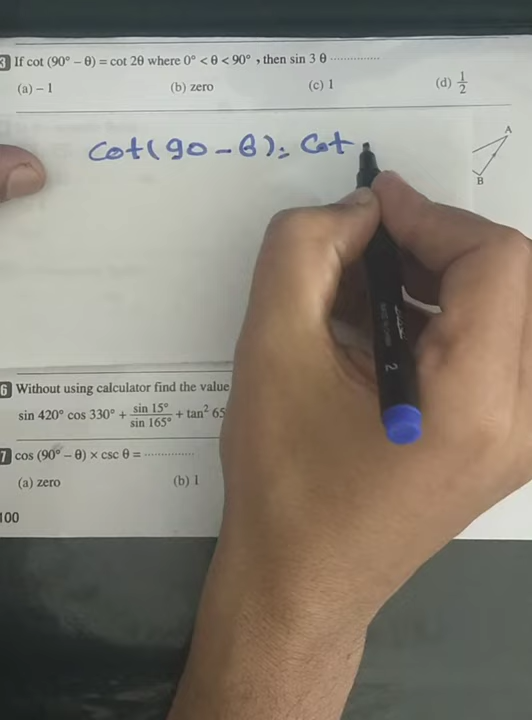 3 If cot (90° – θ) = cot 2θ where 0° < θ < 90° , then sin 3 θ ..............
(a) – 1 (b) zero (c) 1 (d) 1/2
Cot(90 - θ) = Cot
A
B
6 Without using calculator find the value
sin 420° cos 330° + sin 15°/sin 165° + tan² 65
7 cos (90° – θ) × csc θ = ..............
(a) zero (b) 1
100
2